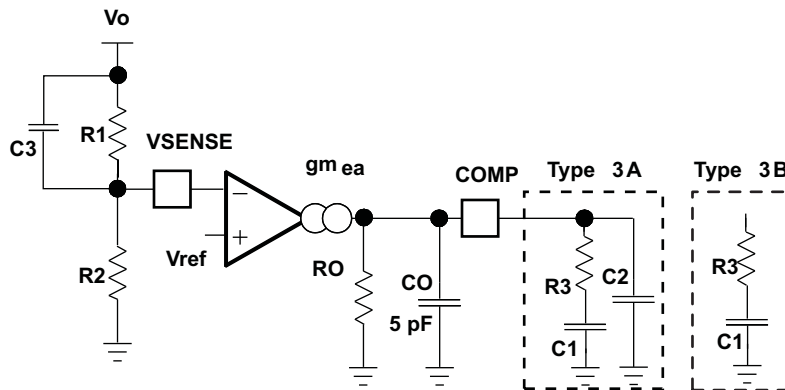 Vo
C3
R1
VSENSE
gm ea
COMP
Type 3A
Type 3B
Vref
R2
RO
CO
5 pF
R3
C2
C1
R3
C1